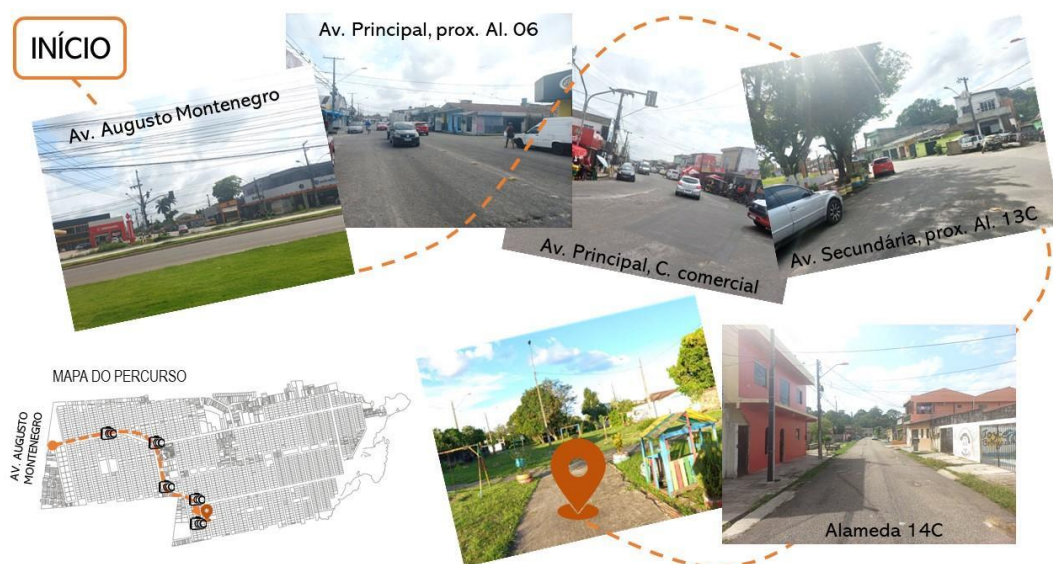 INÍCIO
Av. Augusto Montenegro
Av. Principal, prox. Al. 06
Av. Principal, C. comercial
Av. Secundária, prox. Al. 13C
Alameda 14C
MAPA DO PERCURSO
AV. AUGUSTO
MONTENEGRO